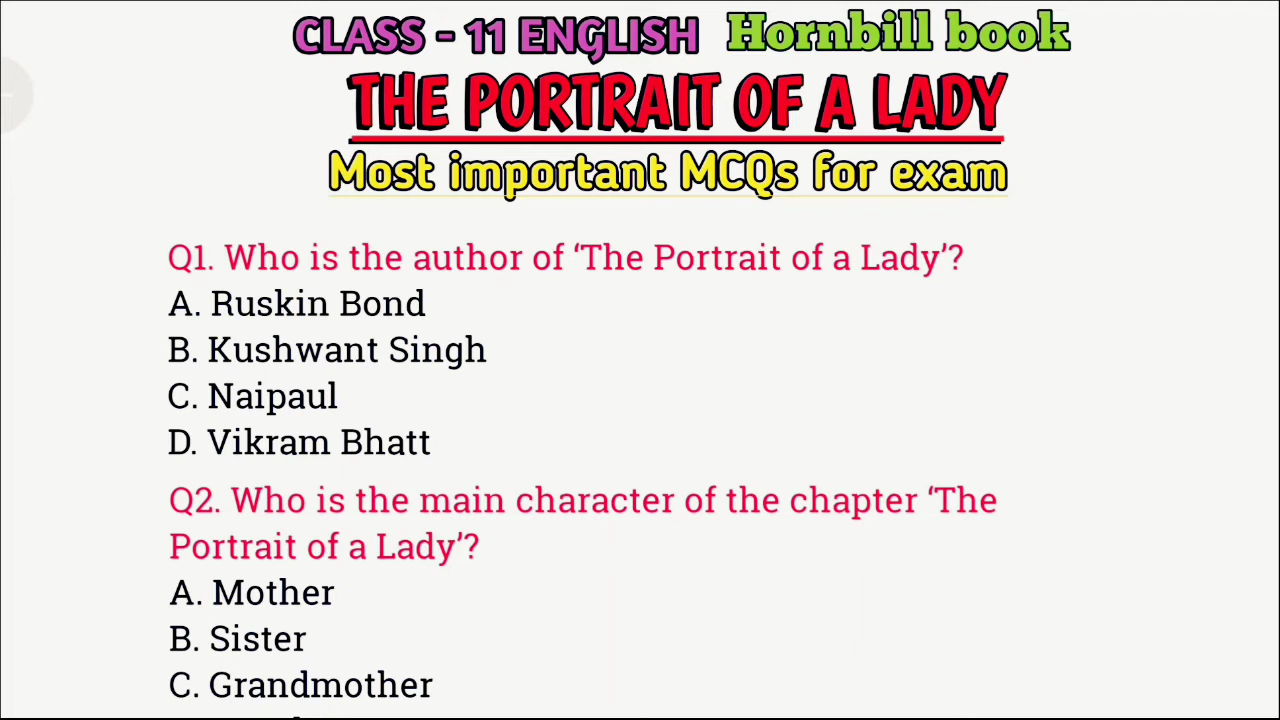 CLASS - 11 ENGLISH Hornbill book
THE PORTRAIT OF A LADY
Most important MCQs for exam
Q1. Who is the author of ‘The Portrait of a Lady’?
A. Ruskin Bond
B. Kushwant Singh
C. Naipaul
D. Vikram Bhatt
Q2. Who is the main character of the chapter ‘The
Portrait of a Lady’?
A. Mother
B. Sister
C. Grandmother